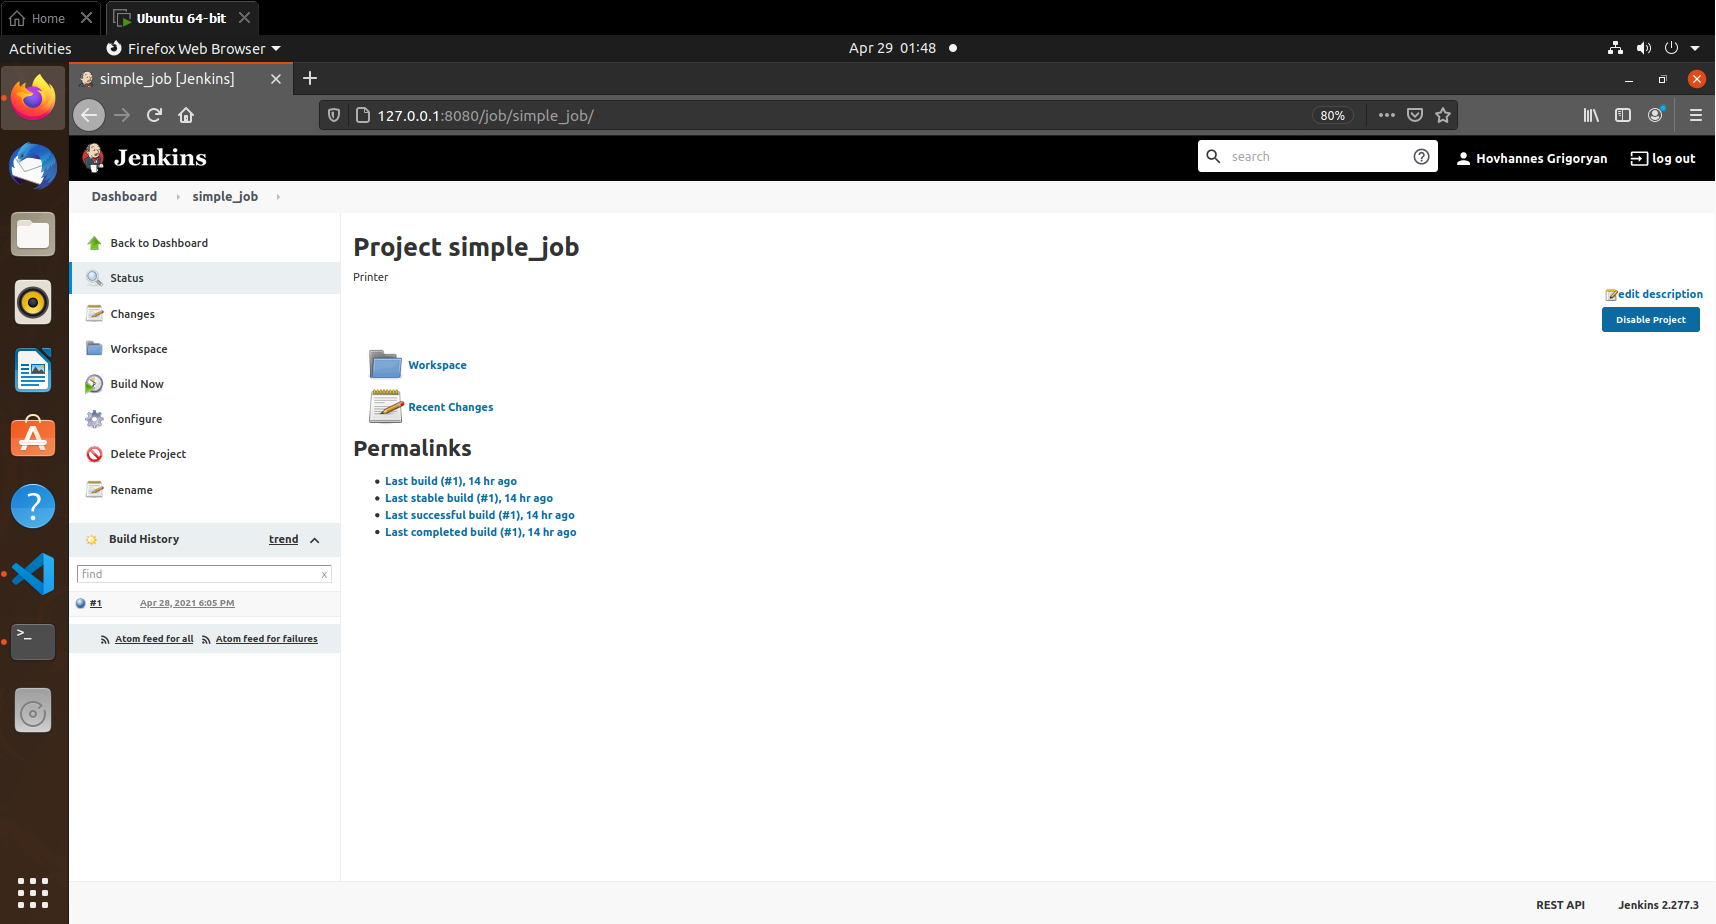 Home
Ubuntu 64-bit
Activities
Firefox Web Browser
Apr 29 01:48
simple_job [Jenkins]
127.0.0.1:8080/job/simple_job/
80%
Jenkins
search
Hovhannes Grigoryan
log out
Dashboard
simple_job
Back to Dashboard
Status
Changes
Workspace
Build Now
Configure
Delete Project
Rename
Build History
trend
find
x
#1
Apr 28, 2021 6:05 PM
Atom feed for all
Atom feed for failures
Project simple_job
Printer
edit description
Disable Project
Workspace
Recent Changes
Permalinks
Last build (#1), 14 hr ago
Last stable build (#1), 14 hr ago
Last successful build (#1), 14 hr ago
Last completed build (#1), 14 hr ago
REST API
Jenkins 2.277.3